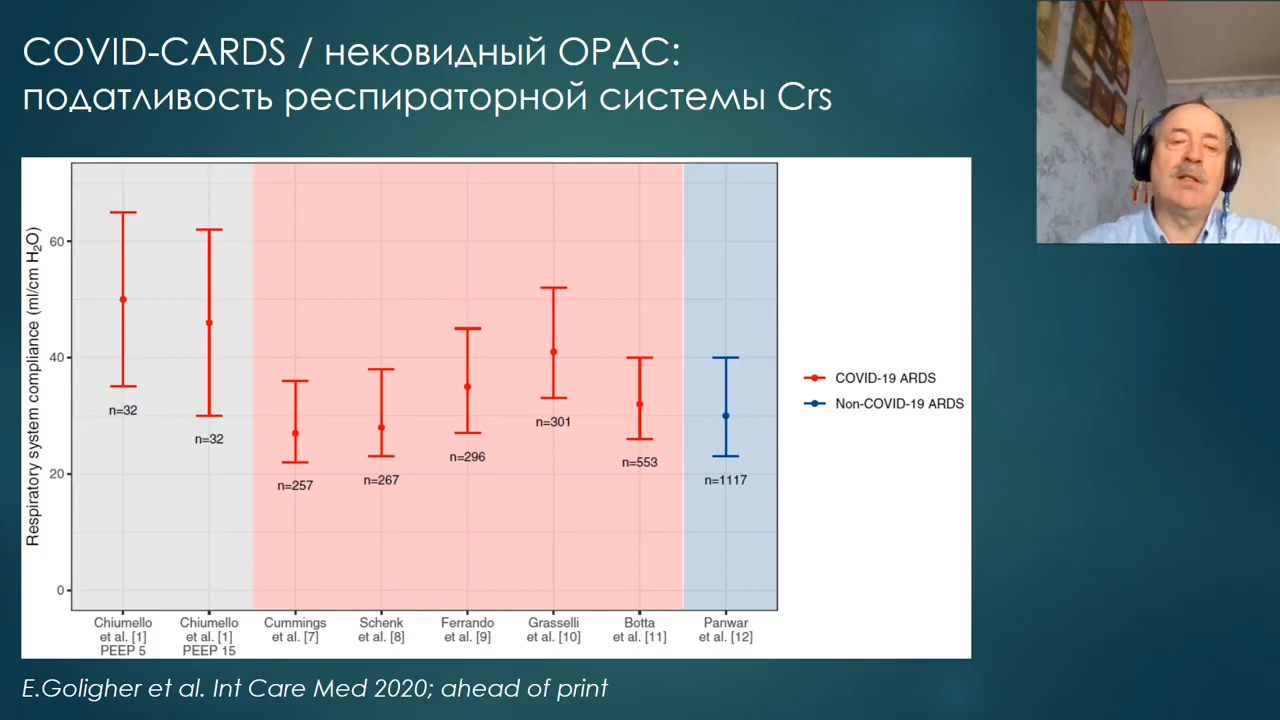 COVID-CARDS / нековидный ОРДС:
податливость респираторной системы Crs
Respiratory system compliance (ml/cm H₂O)
60
40
20
0
n=32
n=32
n=257
n=267
n=296
n=301
n=553
n=1117
COVID-19 ARDS
Non-COVID-19 ARDS
Chiumello
et al. [1]
PEEP 5
Chiumello
et al. [1]
PEEP 15
Cummings
et al. [7]
Schenk
et al. [8]
Ferrando
et al. [9]
Grasselli
et al. [10]
Botta
et al. [11]
Panwar
et al. [12]
E.Goligher et al. Int Care Med 2020; ahead of print